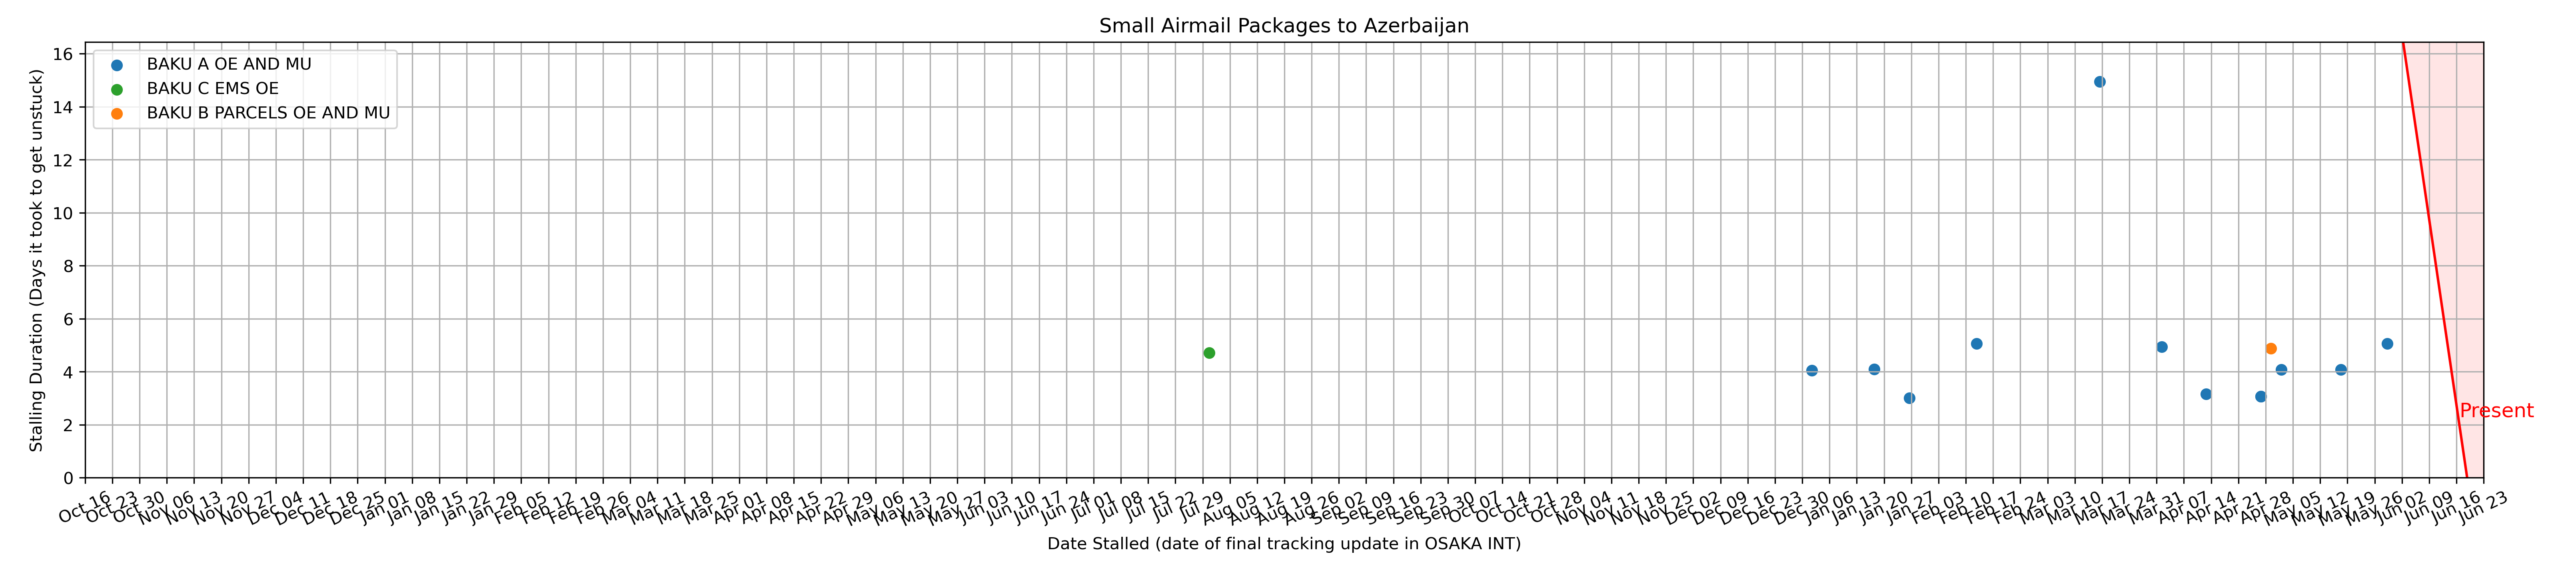 Small Airmail Packages to Azerbaijan
BAKU A OE AND MU
BAKU C EMS OE
BAKU B PARCELS OE AND MU
Stalling Duration (Days it took to get unstuck)
16
14
12
10
8
6
4
2
0
Present
Oct 16
Oct 23
Oct 30
Nov 06
Nov 13
Nov 20
Nov 27
Dec 04
Dec 11
Dec 18
Dec 25
Jan 01
Jan 08
Jan 15
Jan 22
Jan 29
Feb 05
Feb 12
Feb 19
Feb 26
Mar 04
Mar 11
Mar 18
Mar 25
Apr 01
Apr 08
Apr 15
Apr 22
Apr 29
May 06
May 13
May 20
May 27
Jun 03
Jun 10
Jun 17
Jun 24
Jul 01
Jul 08
Jul 15
Jul 22
Jul 29
Aug 05
Aug 12
Aug 19
Aug 26
Sep 02
Sep 09
Sep 16
Sep 23
Sep 30
Oct 07
Oct 14
Oct 21
Oct 28
Nov 04
Nov 11
Nov 18
Nov 25
Dec 02
Dec 09
Dec 16
Dec 23
Dec 30
Jan 06
Jan 13
Jan 20
Jan 27
Feb 03
Feb 10
Feb 17
Feb 24
Mar 03
Mar 10
Mar 17
Mar 24
Mar 31
Apr 07
Apr 14
Apr 21
Apr 28
May 05
May 12
May 19
May 26
Jun 02
Jun 09
Jun 16
Jun 23
Date Stalled (date of final tracking update in OSAKA INT)